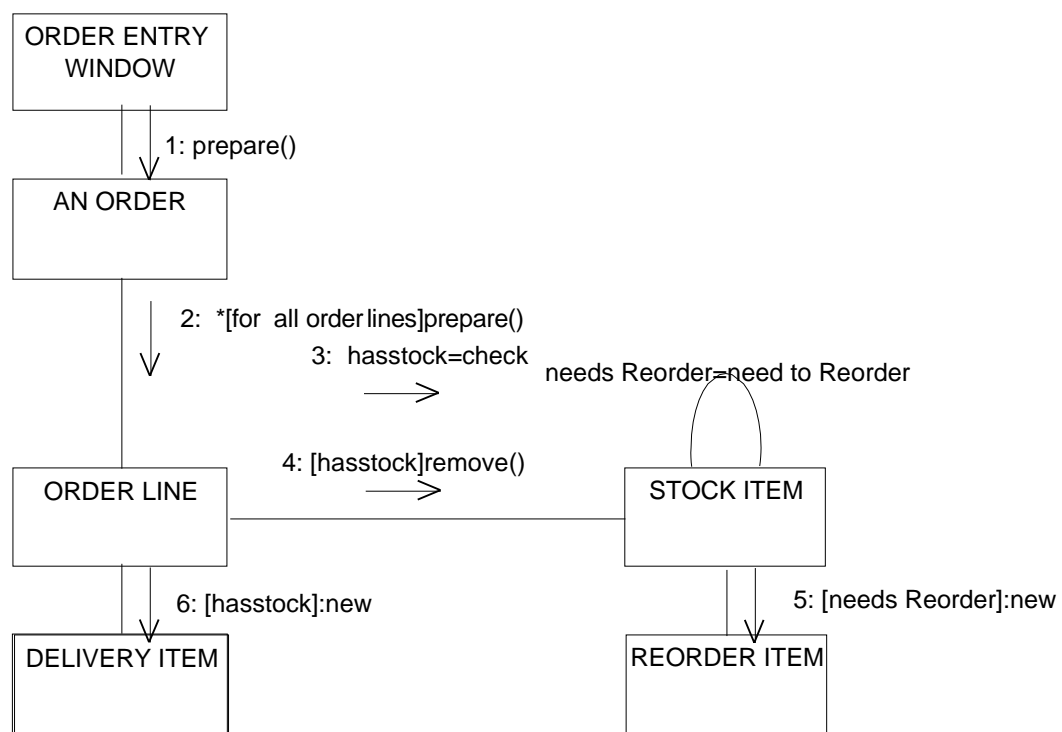 ORDER ENTRY
WINDOW
1: prepare()
AN ORDER
2: *[for all order lines]prepare()
3: hasstock=check
needs Reorder=need to Reorder
4: [hasstock]remove()
ORDER LINE
STOCK ITEM
6: [hasstock]:new
5: [needs Reorder]:new
DELIVERY ITEM
REORDER ITEM